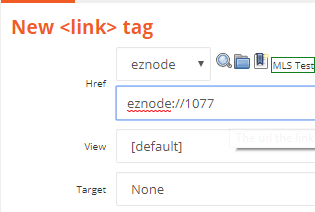 New <link> tag
eznode
MLS Test
Href
eznode://1077
The url the link
View
[default]
Target
None